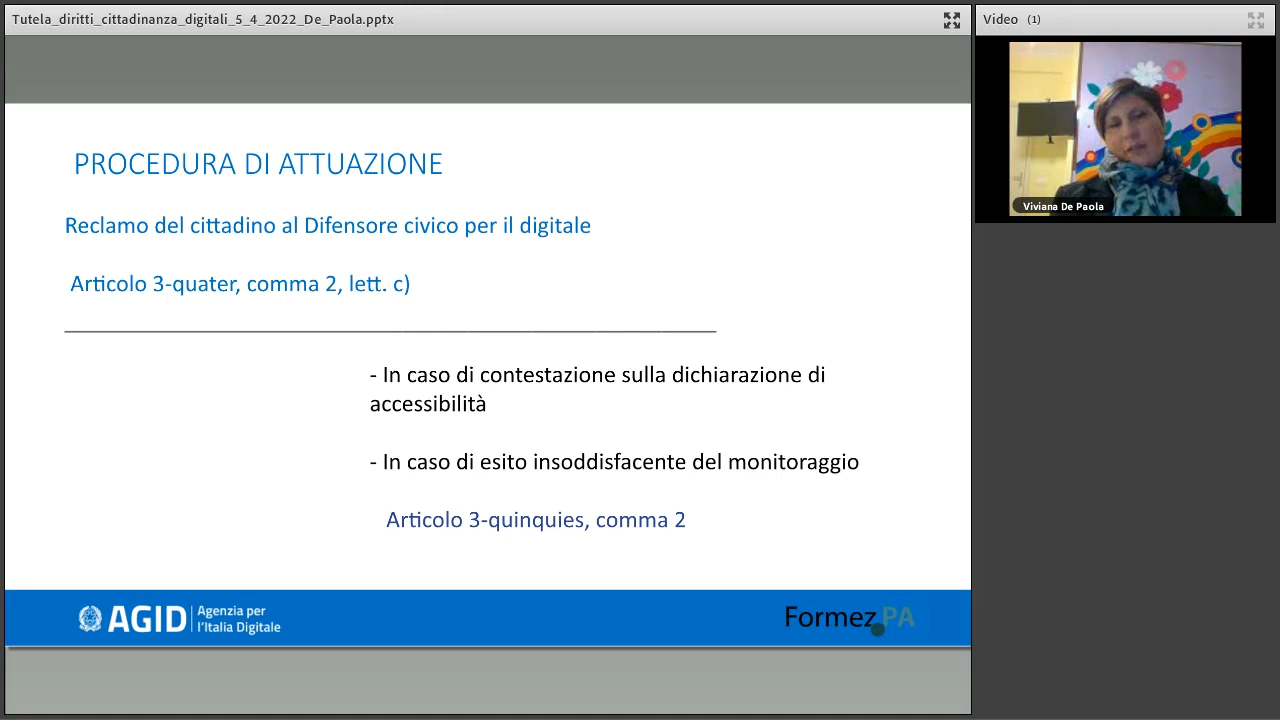 Tutela_diritti_cittadinanza_digitali_5_4_2022_De_Paola.pptx
Video (1)
Viviana De Paola
PROCEDURA DI ATTUAZIONE
Reclamo del cittadino al Difensore civico per il digitale
Articolo 3-quater, comma 2, lett. c)
- In caso di contestazione sulla dichiarazione di
accessibilità
- In caso di esito insoddisfacente del monitoraggio
Articolo 3-quinquies, comma 2
AGID
Agenzia per
l'Italia Digitale
Formez PA